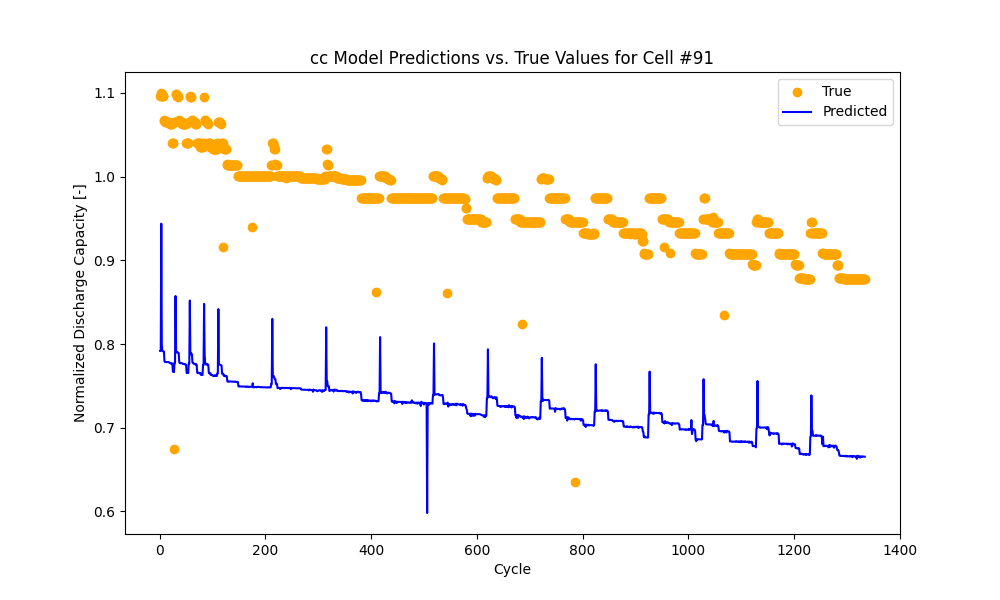 cc Model Predictions vs. True Values for Cell #91
True
Predicted
Normalized Discharge Capacity [-]
1.1
1.0
0.9
0.8
0.7
0.6
0
200
400
600
800
1000
1200
1400
Cycle